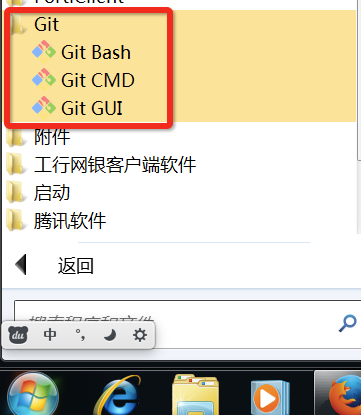 FortiClient
Git
Git Bash
Git CMD
Git GUI
附件
工行网银客户端软件
启动
腾讯软件
返回
搜索程序和文件
du 中 °,